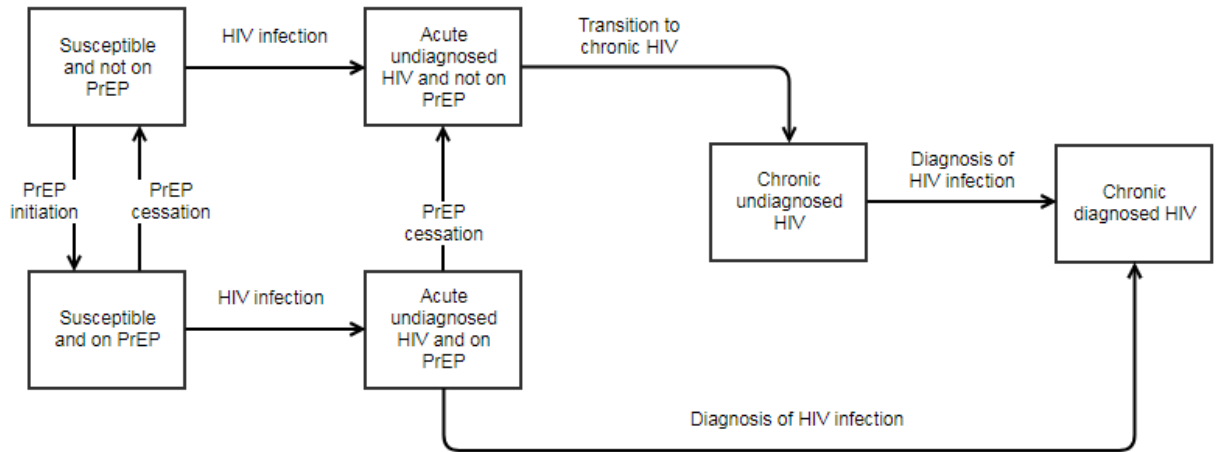 Susceptible
and not on
PrEP
HIV infection
Acute
undiagnosed
HIV and not on
PrEP
Transition to
chronic HIV
PrEP
initiation
PrEP
cessation
PrEP
cessation
Chronic
undiagnosed
HIV
Diagnosis of
HIV infection
Chronic
diagnosed HIV
Susceptible
and on PrEP
HIV infection
Acute
undiagnosed
HIV and on
PrEP
Diagnosis of HIV infection